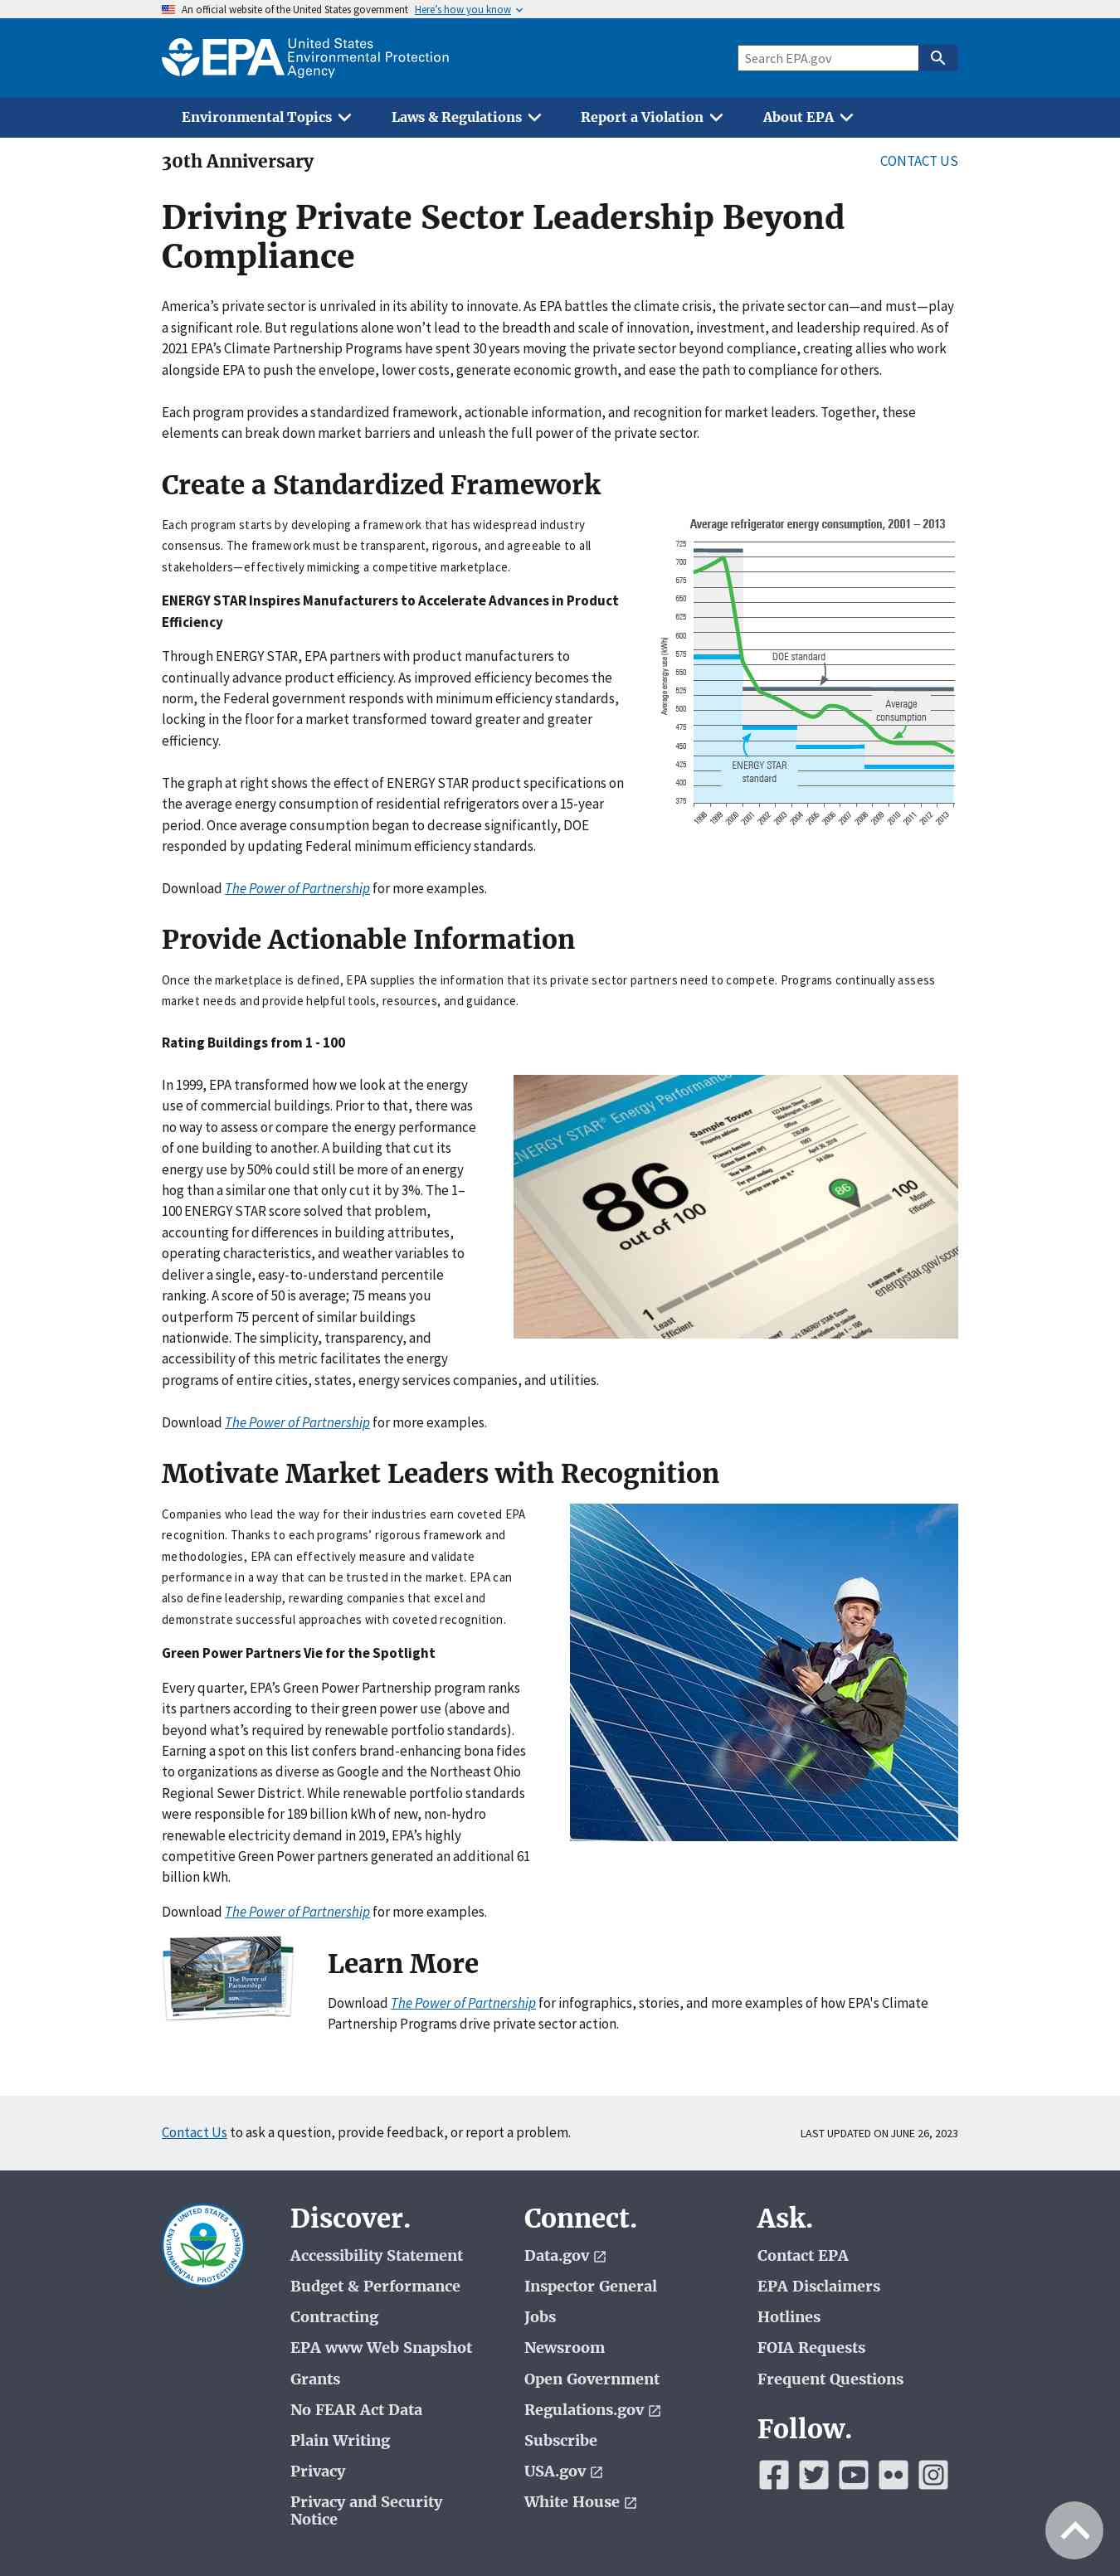 An official website of the United States government Here's how you know
EPA United States
Environmental Protection
Agency
Search EPA.gov
Environmental Topics Laws & Regulations Report a Violation About EPA
30th Anniversary CONTACT US
Driving Private Sector Leadership Beyond
Compliance
America's private sector is unrivaled in its ability to innovate. As EPA battles the climate crisis, the private sector can—and must—play
a significant role. But regulations alone won't lead to the breadth and scale of innovation, investment, and leadership required. As of
2021 EPA's Climate Partnership Programs have spent 30 years moving the private sector beyond compliance, creating allies who work
alongside EPA to push the envelope, lower costs, generate economic growth, and ease the path to compliance for others.
Each program provides a standardized framework, actionable information, and recognition for market leaders. Together, these
elements can break down market barriers and unleash the full power of the private sector.
Create a Standardized Framework
Each program starts by developing a framework that has widespread industry
consensus. The framework must be transparent, rigorous, and agreeable to all
stakeholders—effectively mimicking a competitive marketplace.
ENERGY STAR Inspires Manufacturers to Accelerate Advances in Product
Efficiency
Through ENERGY STAR, EPA partners with product manufacturers to
continually advance product efficiency. As improved efficiency becomes the
norm, the Federal government responds with minimum efficiency standards,
locking in the floor for a market transformed toward greater and greater
efficiency.
The graph at right shows the effect of ENERGY STAR product specifications on
the average energy consumption of residential refrigerators over a 15-year
period. Once average consumption began to decrease significantly, DOE
responded by updating Federal minimum efficiency standards.
Download The Power of Partnership for more examples.
Average refrigerator energy consumption, 2001 – 2013
Average energy use (kWh)
725
700
675
650
625
600
575
550
525
500
475
450
425
400
375
DOE standard
Average
consumption
ENERGY STAR
standard
1998 1999 2000 2001 2002 2003 2004 2005 2006 2007 2008 2009 2010 2011 2012 2013
Provide Actionable Information
Once the marketplace is defined, EPA supplies the information that its private sector partners need to compete. Programs continually assess
market needs and provide helpful tools, resources, and guidance.
Rating Buildings from 1 - 100
In 1999, EPA transformed how we look at the energy
use of commercial buildings. Prior to that, there was
no way to assess or compare the energy performance
of one building to another. A building that cut its
energy use by 50% could still be more of an energy
hog than a similar one that only cut it by 3%. The 1–
100 ENERGY STAR score solved that problem,
accounting for differences in building attributes,
operating characteristics, and weather variables to
deliver a single, easy-to-understand percentile
ranking. A score of 50 is average; 75 means you
outperform 75 percent of similar buildings
nationwide. The simplicity, transparency, and
accessibility of this metric facilitates the energy
programs of entire cities, states, energy services companies, and utilities.
ENERGY STAR® Energy Performance
Sample Tower
Property address
Primary function
Year built
For year ending
123 Main Street
Office
1983
86
out of 100
86
1
Least
Efficient
100
Most
Efficient
Learn more at:
energystar.gov/scor
Download The Power of Partnership for more examples.
Motivate Market Leaders with Recognition
Companies who lead the way for their industries earn coveted EPA
recognition. Thanks to each programs' rigorous framework and
methodologies, EPA can effectively measure and validate
performance in a way that can be trusted in the market. EPA can
also define leadership, rewarding companies that excel and
demonstrate successful approaches with coveted recognition.
Green Power Partners Vie for the Spotlight
Every quarter, EPA's Green Power Partnership program ranks
its partners according to their green power use (above and
beyond what's required by renewable portfolio standards).
Earning a spot on this list confers brand-enhancing bona fides
to organizations as diverse as Google and the Northeast Ohio
Regional Sewer District. While renewable portfolio standards
were responsible for 189 billion kWh of new, non-hydro
renewable electricity demand in 2019, EPA's highly
competitive Green Power partners generated an additional 61
billion kWh.
Download The Power of Partnership for more examples.
The Power of
Partnership
Learn More
Download The Power of Partnership for infographics, stories, and more examples of how EPA's Climate
Partnership Programs drive private sector action.
Contact Us to ask a question, provide feedback, or report a problem. LAST UPDATED ON JUNE 26, 2023
UNITED STATES
ENVIRONMENTAL PROTECTION AGENCY
Discover.
Accessibility Statement
Budget & Performance
Contracting
EPA www Web Snapshot
Grants
No FEAR Act Data
Plain Writing
Privacy
Privacy and Security
Notice
Connect.
Data.gov
Inspector General
Jobs
Newsroom
Open Government
Regulations.gov
Subscribe
USA.gov
White House
Ask.
Contact EPA
EPA Disclaimers
Hotlines
FOIA Requests
Frequent Questions
Follow.